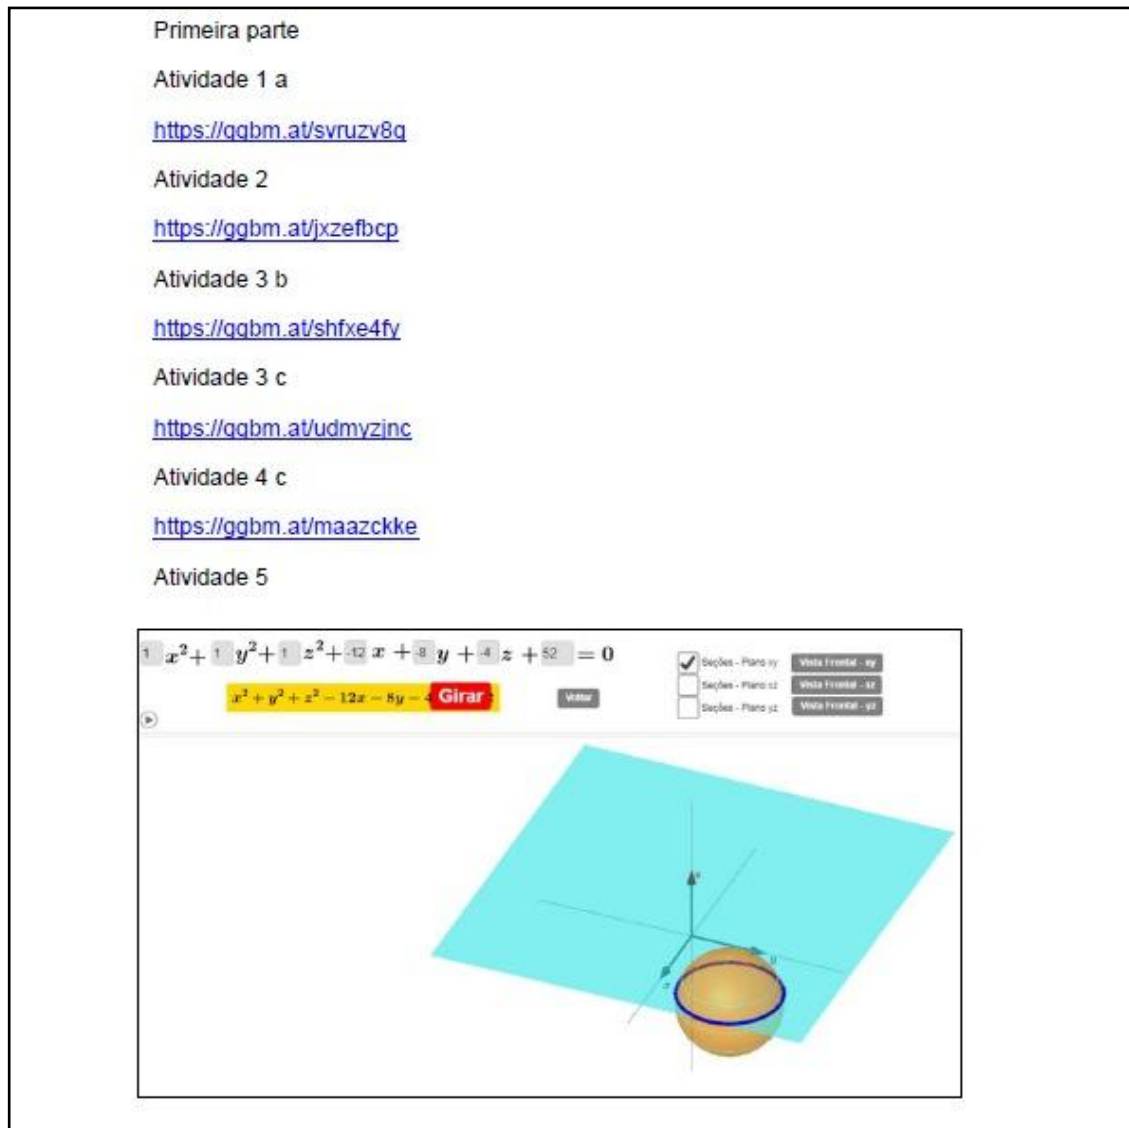 Primeira parte
Atividade 1 a
https://ggbm.at/svruzv8q
Atividade 2
https://ggbm.at/jxzefbcp
Atividade 3 b
https://ggbm.at/shfxe4fy
Atividade 3 c
https://ggbm.at/udmyzjnc
Atividade 4 c
https://ggbm.at/maazckke
Atividade 5
1 x²+ 1 y²+ 1 z²+ -12 x + -8 y + -4 z + 52 = 0
x² + y² + z² − 12x − 8y −
Girar
Voltar
Seções - Plano xy
Vista Frontal - xy
Seções - Plano xz
Vista Frontal - xz
Seções - Plano yz
Vista Frontal - yz
z
y
x